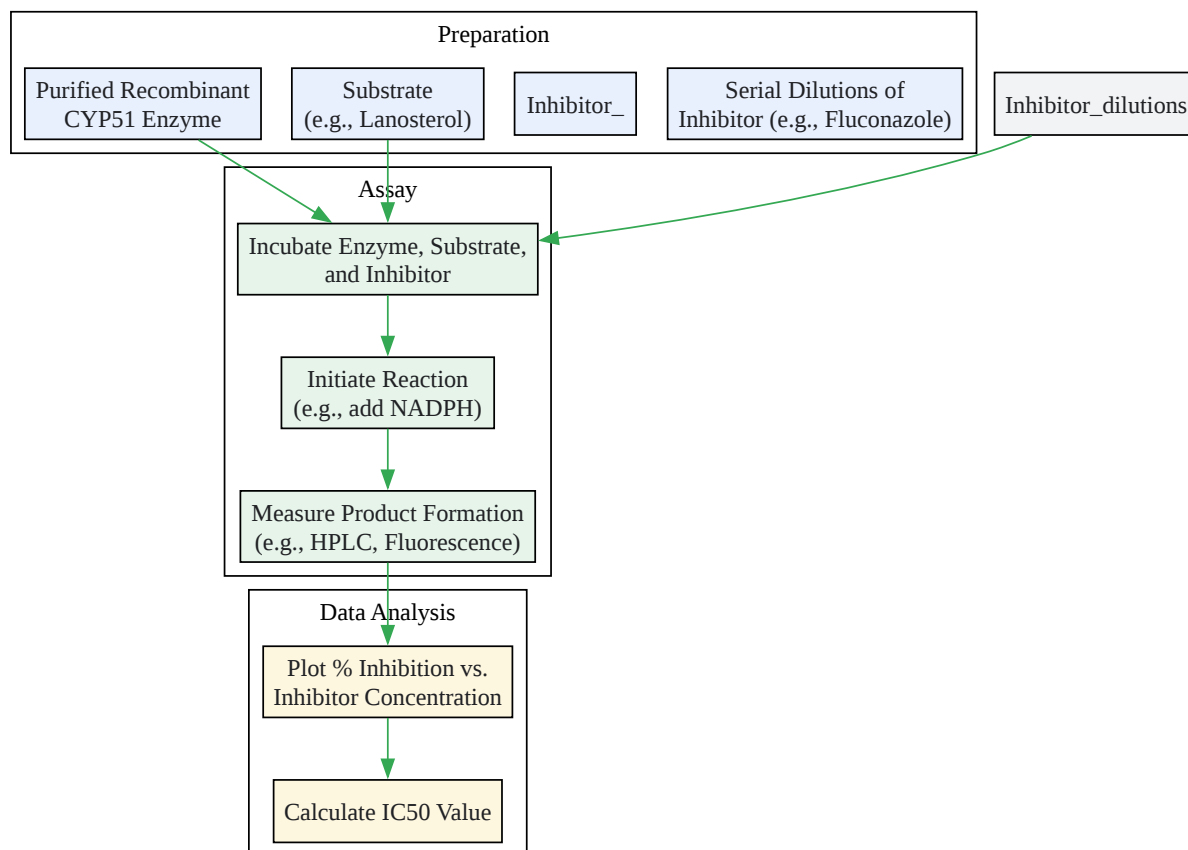 Preparation
Purified Recombinant
CYP51 Enzyme
Substrate
(e.g., Lanosterol)
Inhibitor_
Serial Dilutions of
Inhibitor (e.g., Fluconazole)
Inhibitor_dilutions
Assay
Incubate Enzyme, Substrate,
and Inhibitor
Initiate Reaction
(e.g., add NADPH)
Measure Product Formation
(e.g., HPLC, Fluorescence)
Data Analysis
Plot % Inhibition vs.
Inhibitor Concentration
Calculate IC50 Value